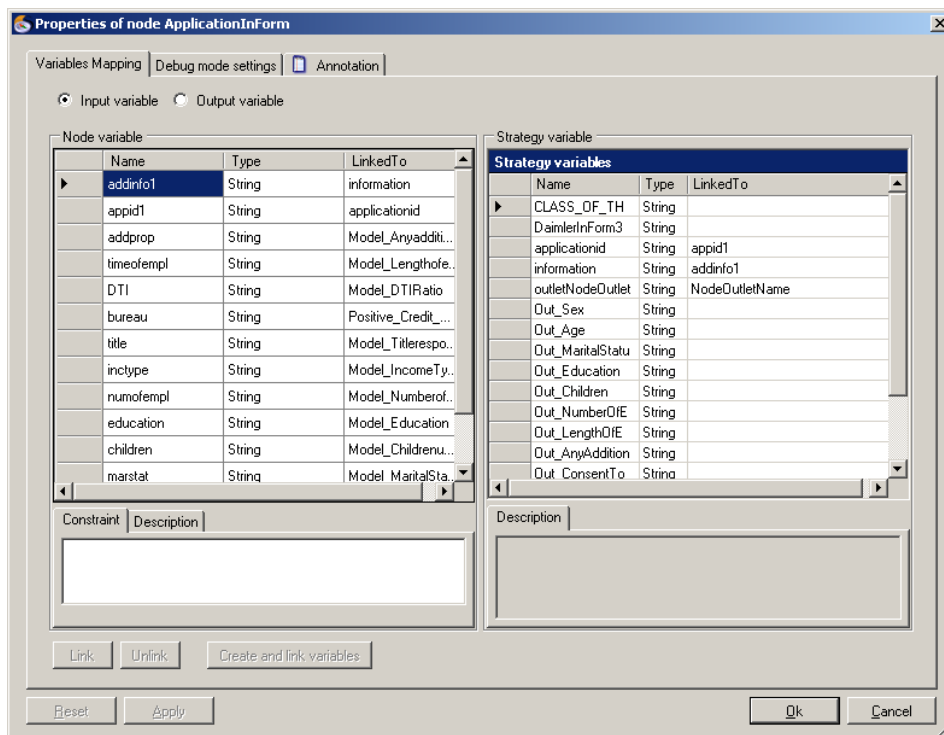 Properties of node ApplicationInForm
Variables Mapping Debug mode settings Annotation
Input variable Output variable
Node variable
Name Type LinkedTo
addinfo1 String information
appid1 String applicationid
addprop String Model_Anyadditi...
timeofempl String Model_Lengthofe..
DTI String Model_DTIRatio
bureau String Positive_Credit_...
title String Model_Titlerespo..
inctype String Model_IncomeTy..
numofempl String Model_Numberof..
education String Model_Education
children String Model_Childrenu...
marstat String Model_MaritalSta..
Constraint Description
Strategy variable
Strategy variables
Name Type LinkedTo
CLASS_OF_TH String
DaimlerInForm3 String
applicationid String appid1
information String addinfo1
outletNodeOutlet String NodeOutletName
Out_Sex String
Out_Age String
Out_MaritalStatu String
Out_Education String
Out_Children String
Out_NumberOfE String
Out_LengthOfE String
Out_AnyAddition String
Out_ConsentTo String
Description
Link Unlink Create and link variables
Reset Apply Ok Cancel